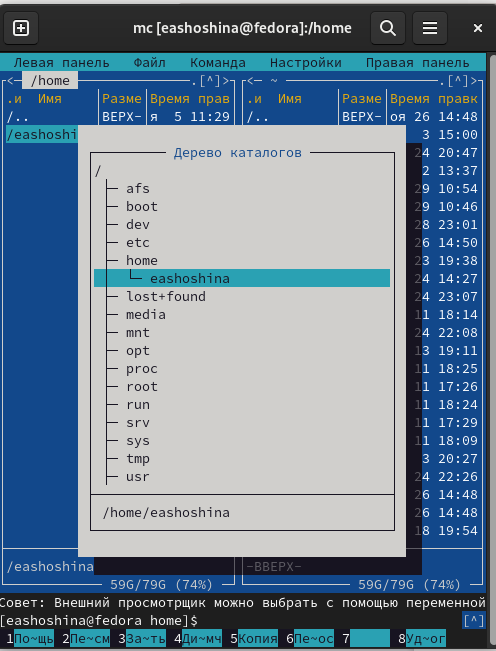 mc [eashoshina@fedora]:/home
Левая панель Файл Команда Настройки Правая панель
<— /home .[^]> <— ~ .[^]>
.и Имя Разме Время прав .и Имя Разме Время правк
/.. ВЕРХ- я 5 11:29 /.. ВЕРХ- оя 26 14:48
/eashoshi 3 15:00
Дерево каталогов 24 20:47
/ 2 13:37
afs 29 10:54
boot 29 10:46
dev 28 23:01
etc 26 14:50
home 23 19:38
eashoshina 24 14:27
lost+found 24 23:07
media 11 18:14
mnt 24 22:08
opt 13 19:11
proc 11 18:25
root 11 17:26
run 11 18:24
srv 11 17:29
sys 11 18:09
tmp 3 20:27
usr 24 22:26
26 14:48
/home/eashoshina 26 14:48
18 19:54
/eashoshina -ВВЕРХ-
59G/79G (74%) 59G/79G (74%)
Совет: Внешний просмотрщик можно выбрать с помощью переменной
[eashoshina@fedora home]$ [^]
1По~щь 2Пе~см 3За~ть 4Ди~мч 5Копия 6Пе~ос 7 8Уд~ог